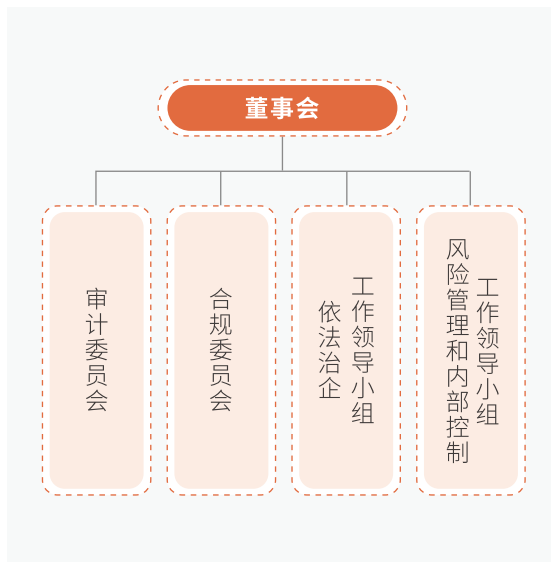 董事会
审计委员会
合规委员会
依法治企
工作领导小组
风险管理和内部控制
工作领导小组